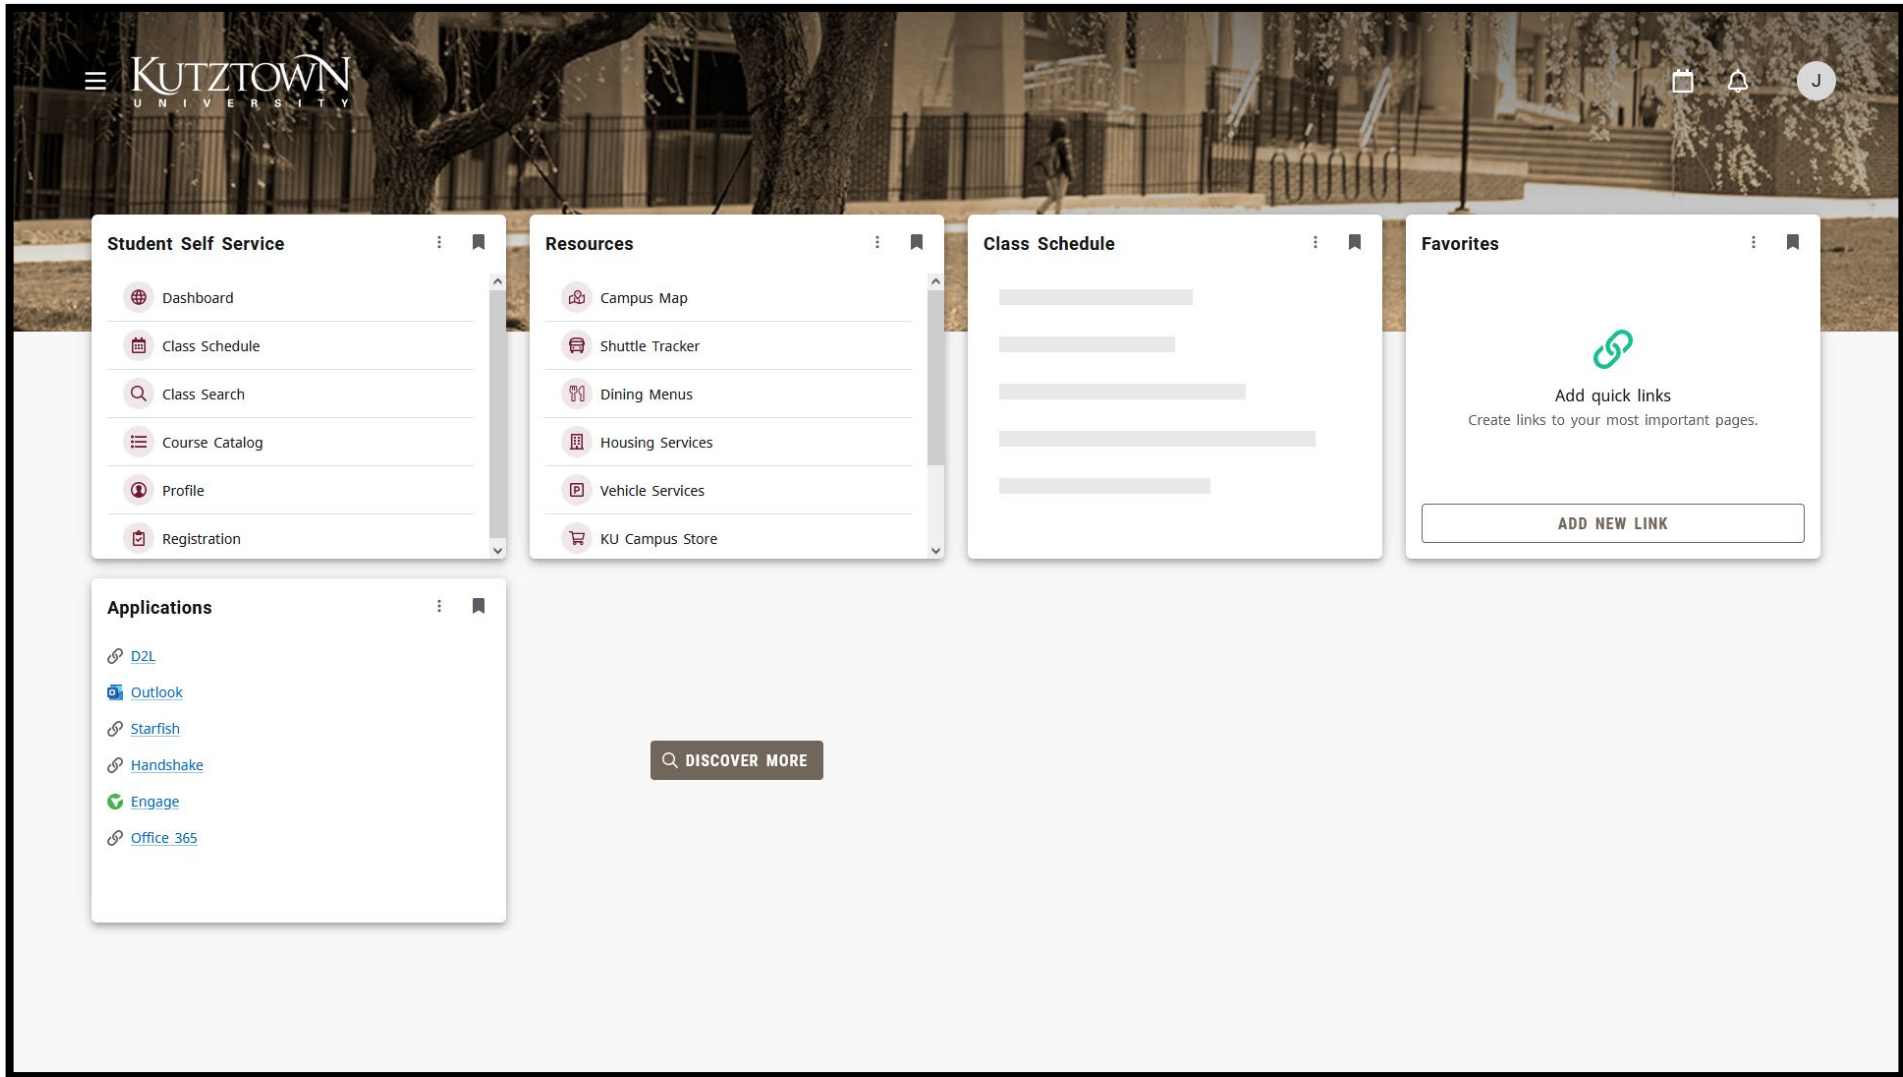 KUTZTOWN
UNIVERSITY
J
Student Self Service
Dashboard
Class Schedule
Class Search
Course Catalog
Profile
Registration
Resources
Campus Map
Shuttle Tracker
Dining Menus
Housing Services
Vehicle Services
KU Campus Store
Class Schedule
Favorites
Add quick links
Create links to your most important pages.
ADD NEW LINK
Applications
D2L
Outlook
Starfish
Handshake
Engage
Office 365
DISCOVER MORE